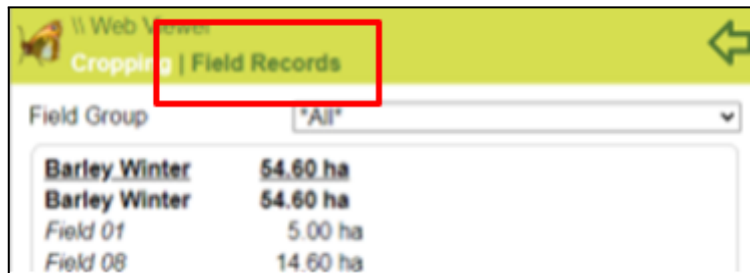 \\ Web Viewer
Cropping | Field Records
Field Group *All*
Barley Winter 54.60 ha
Barley Winter 54.60 ha
Field 01 5.00 ha
Field 08 14.60 ha